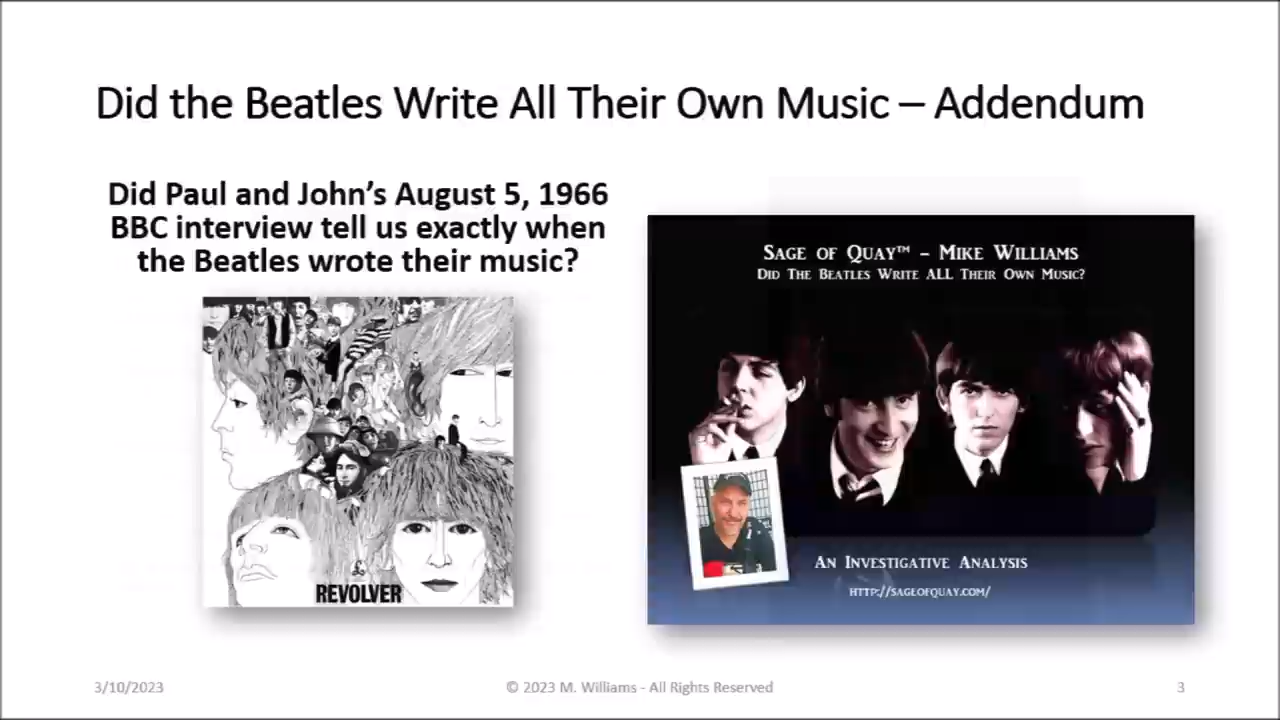 Did the Beatles Write All Their Own Music – Addendum
Did Paul and John's August 5, 1966
BBC interview tell us exactly when
the Beatles wrote their music?
REVOLVER
SAGE OF QUAY™ – MIKE WILLIAMS
DID THE BEATLES WRITE ALL THEIR OWN MUSIC?
AN INVESTIGATIVE ANALYSIS
HTTP://SAGEOFQUAY.COM/
3/10/2023
© 2023 M. Williams - All Rights Reserved
3